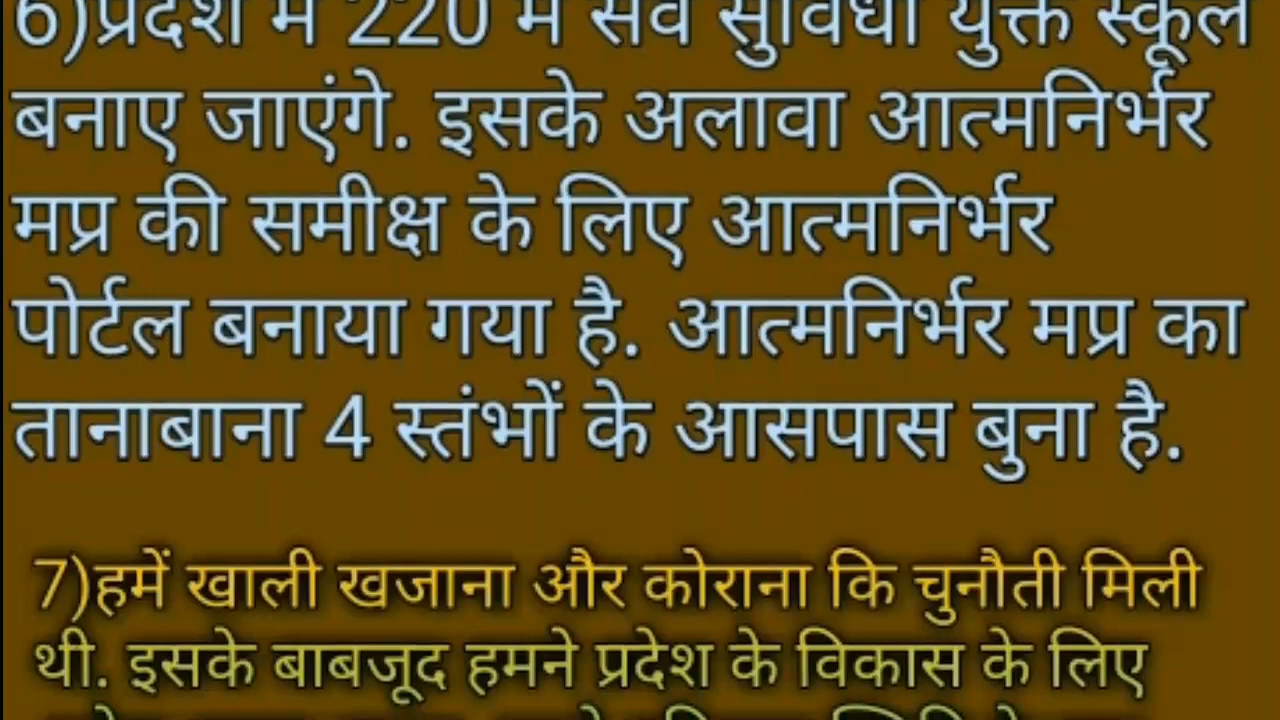 6)प्रदेश में 220 में सर्व सुविधा युक्त स्कूल
बनाए जाएंगे. इसके अलावा आत्मनिर्भर
मप्र की समीक्ष के लिए आत्मनिर्भर
पोर्टल बनाया गया है. आत्मनिर्भर मप्र का
तानाबाना 4 स्तंभों के आसपास बुना है.
7)हमें खाली खजाना और कोराना कि चुनौती मिली
थी. इसके बाबजूद हमने प्रदेश के विकास के लिए